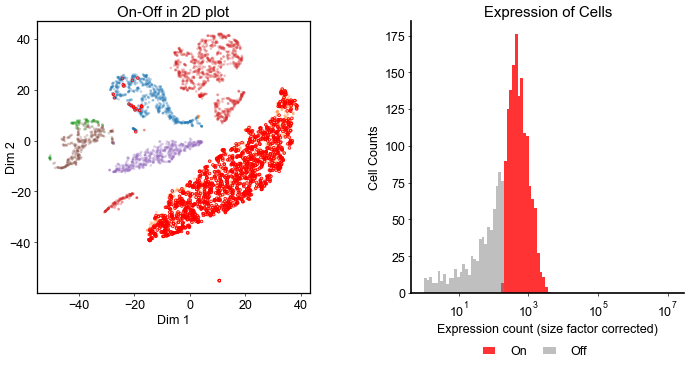 On-Off in 2D plot
40
20
0
−20
−40
Dim 2
−40 −20 0 20 40
Dim 1
Expression of Cells
175
150
125
100
75
50
25
0
Cell Counts
10^1 10^3 10^5 10^7
Expression count (size factor corrected)
On Off